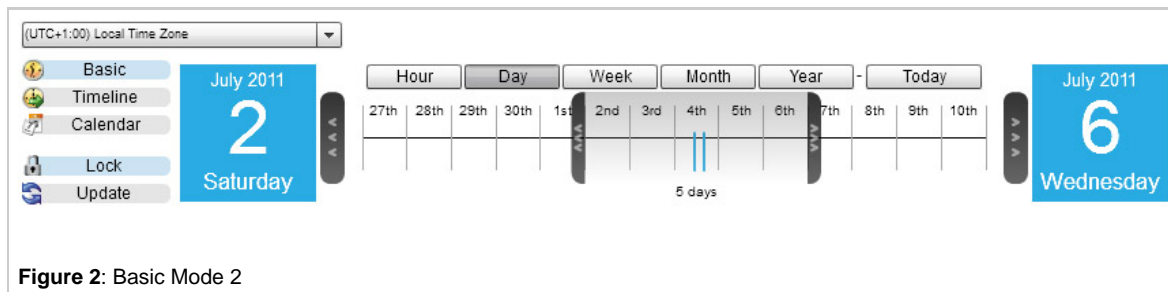 (UTC+1:00) Local Time Zone
Basic
Timeline
Calendar
Lock
Update
July 2011
2
Saturday
Hour Day Week Month Year - Today
27th 28th 29th 30th 1st 2nd 3rd 4th 5th 6th 7th 8th 9th 10th
5 days
July 2011
6
Wednesday
Figure 2: Basic Mode 2